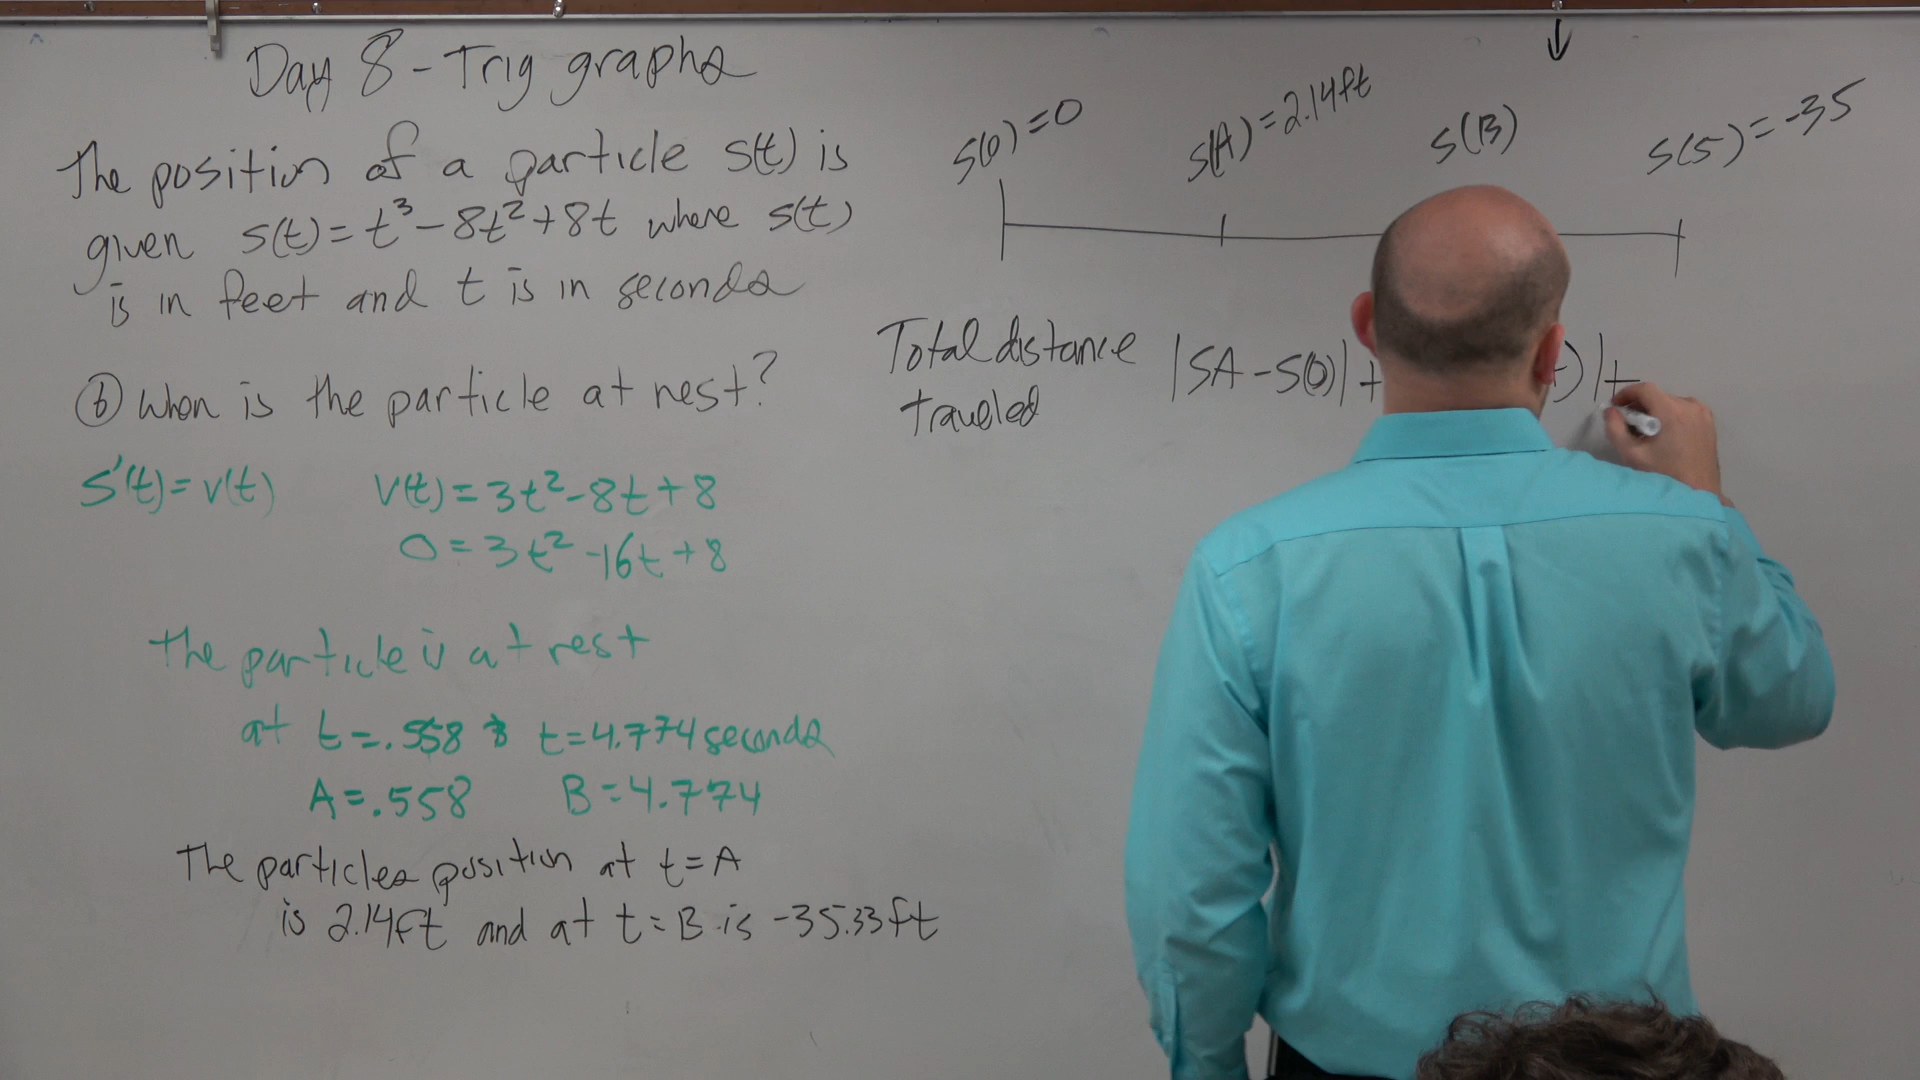 Day 8 - Trig graphs
The position of a particle s(t) is
given s(t) = t³ - 8t² + 8t where s(t)
is in feet and t is in seconds
ⓑ When is the particle at rest?
s'(t) = v(t)
v(t) = 3t² - 8t + 8
0 = 3t² - 16t + 8
The particle is at rest
at t = .558 & t = 4.774 seconds
A = .558
B = 4.774
The particles position at t = A
is 2.14ft and at t = B is -35.33ft
s(0) = 0
s(A) = 2.14ft
s(B)
s(5) = -35
Total distance
traveled
|SA - S(0)| +
) | +